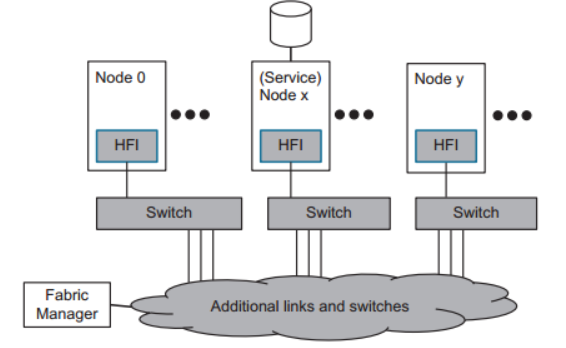 Node 0
(Service)
Node x
Node y
HFI
HFI
HFI
Switch
Switch
Switch
Fabric
Manager
Additional links and switches